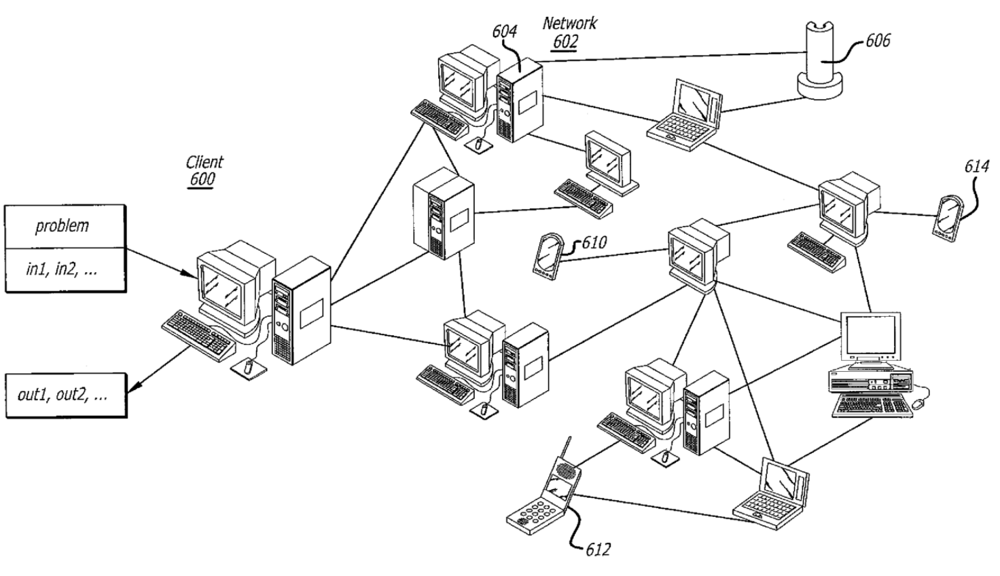 Network
602
604
606
Client
600
614
problem
in1, in2, ...
610
out1, out2, ...
612